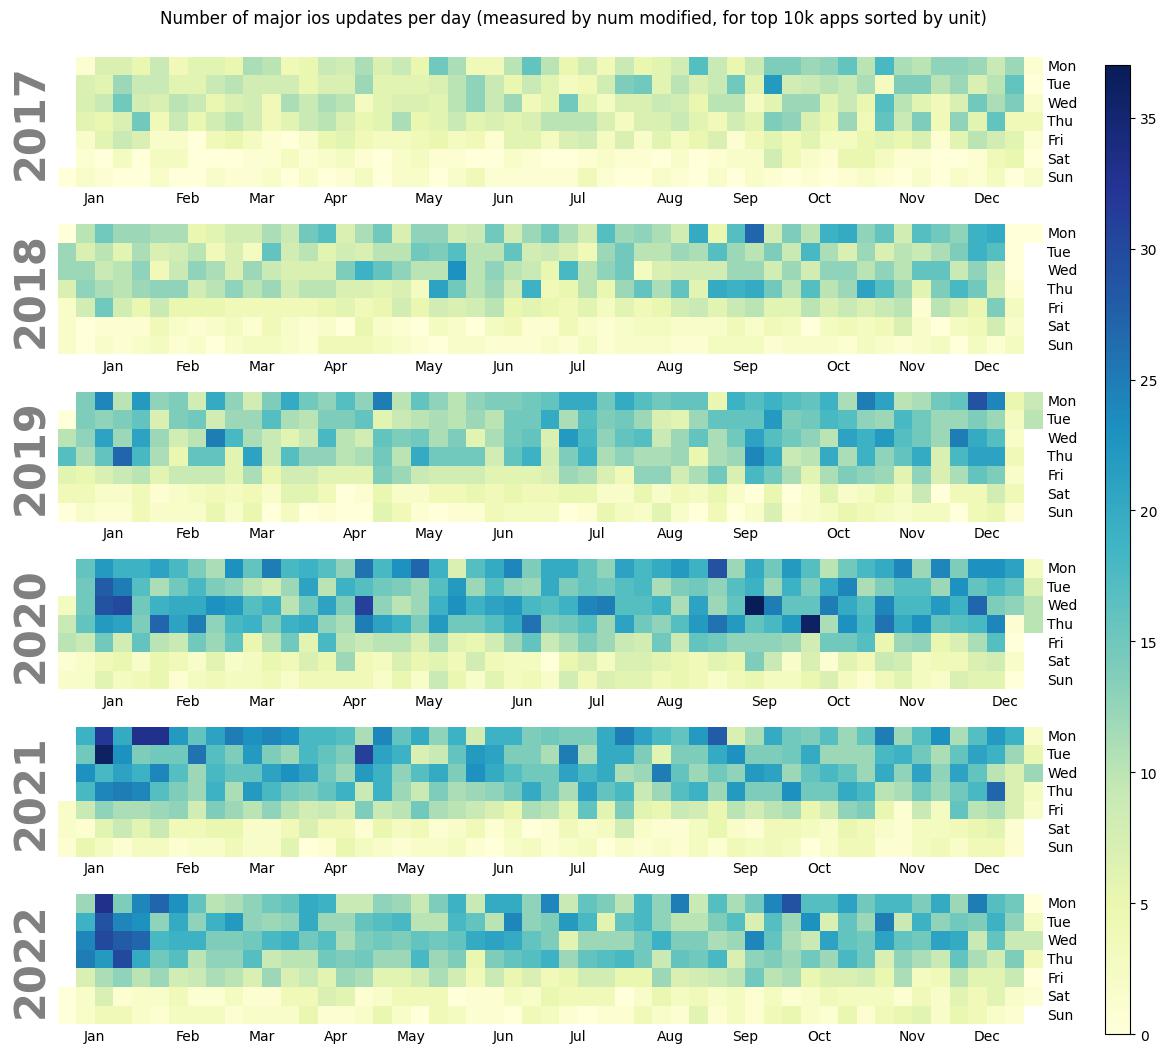 Number of major ios updates per day (measured by num modified, for top 10k apps sorted by unit)
2017
Mon
Tue
Wed
Thu
Fri
Sat
Sun
Jan Feb Mar Apr May Jun Jul Aug Sep Oct Nov Dec
2018
Mon
Tue
Wed
Thu
Fri
Sat
Sun
Jan Feb Mar Apr May Jun Jul Aug Sep Oct Nov Dec
2019
Mon
Tue
Wed
Thu
Fri
Sat
Sun
Jan Feb Mar Apr May Jun Jul Aug Sep Oct Nov Dec
2020
Mon
Tue
Wed
Thu
Fri
Sat
Sun
Jan Feb Mar Apr May Jun Jul Aug Sep Oct Nov Dec
2021
Mon
Tue
Wed
Thu
Fri
Sat
Sun
Jan Feb Mar Apr May Jun Jul Aug Sep Oct Nov Dec
2022
Mon
Tue
Wed
Thu
Fri
Sat
Sun
Jan Feb Mar Apr May Jun Jul Aug Sep Oct Nov Dec
35
30
25
20
15
10
5
0